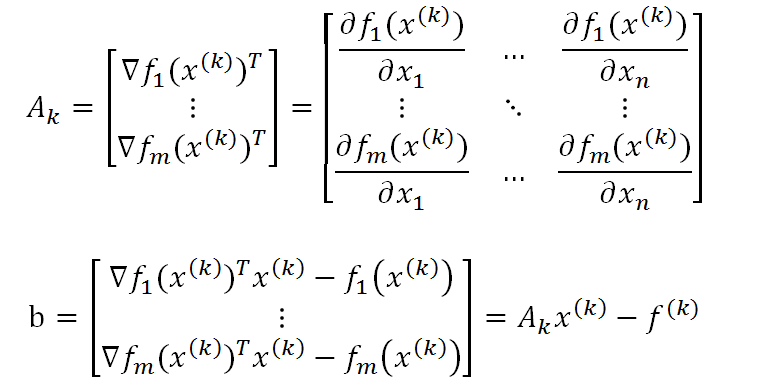 A_k = [∇f_1(x^(k))^T ⋮ ∇f_m(x^(k))^T] = [∂f_1(x^(k))/∂x_1 … ∂f_1(x^(k))/∂x_n ⋮ ⋱ ⋮ ∂f_m(x^(k))/∂x_1 … ∂f_m(x^(k))/∂x_n]
b = [∇f_1(x^(k))^T x^(k) − f_1(x^(k)) ⋮ ∇f_m(x^(k))^T x^(k) − f_m(x^(k))] = A_k x^(k) − f^(k)